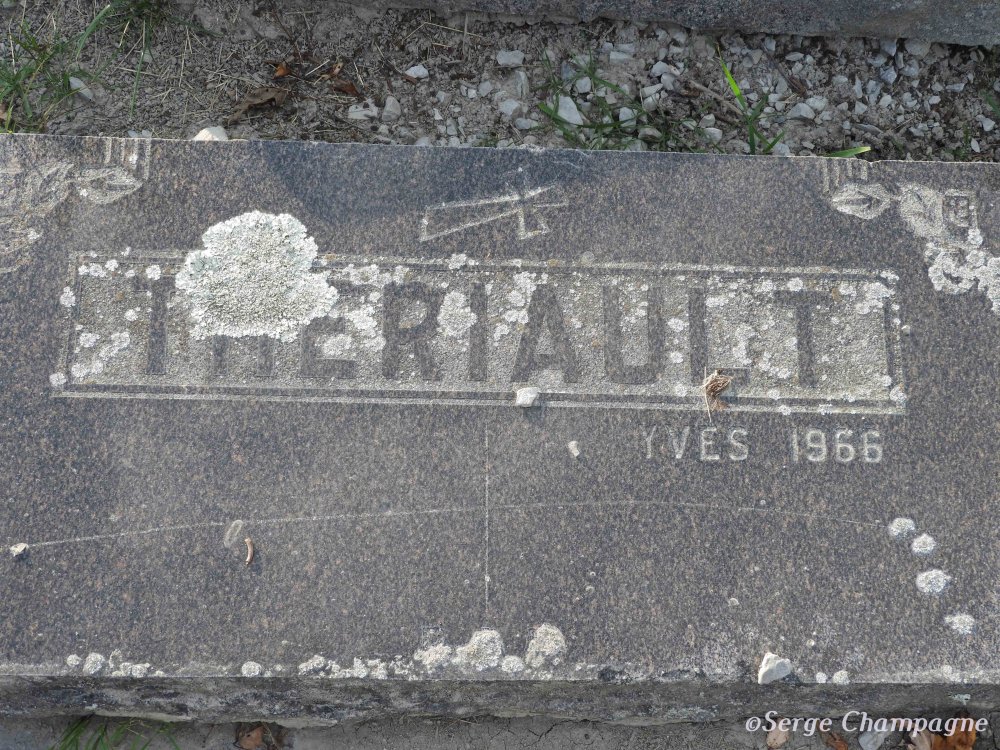 THERIAULT
YVES 1966
©Serge Champagne